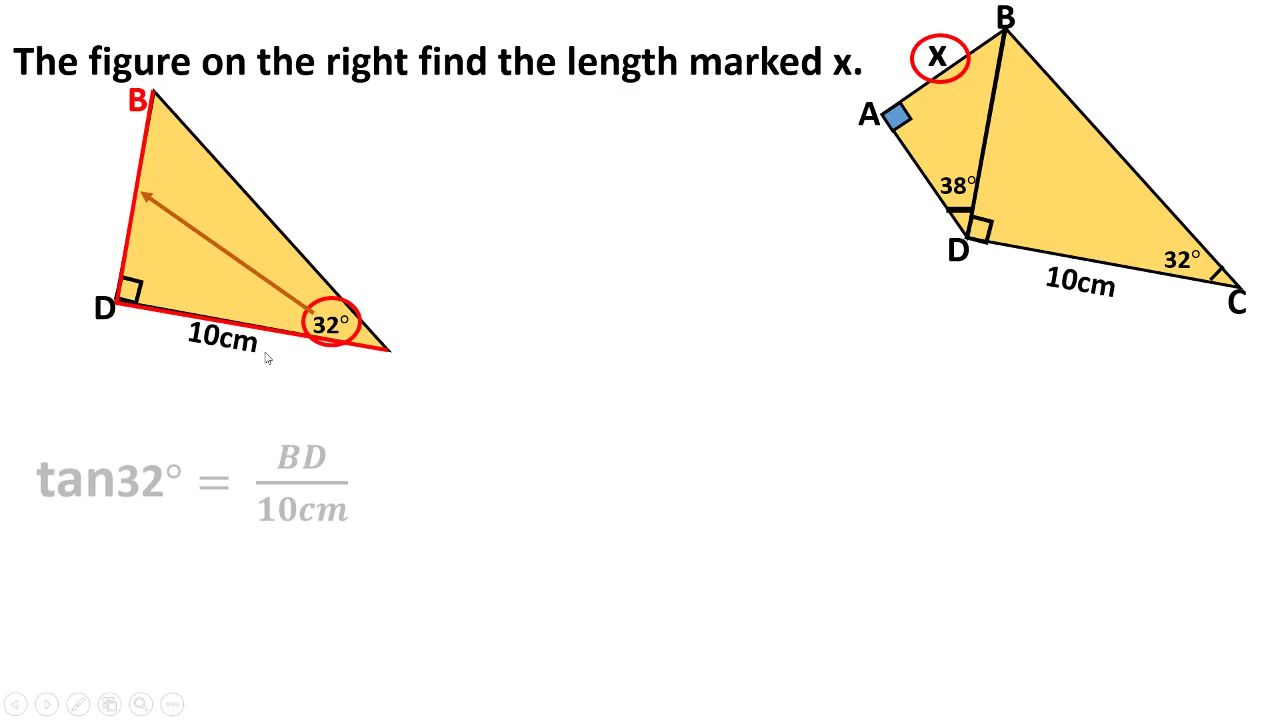 The figure on the right find the length marked x.
B
D
32°
10cm
tan32° = BD/10cm
B
x
A
38°
D
32°
10cm
C